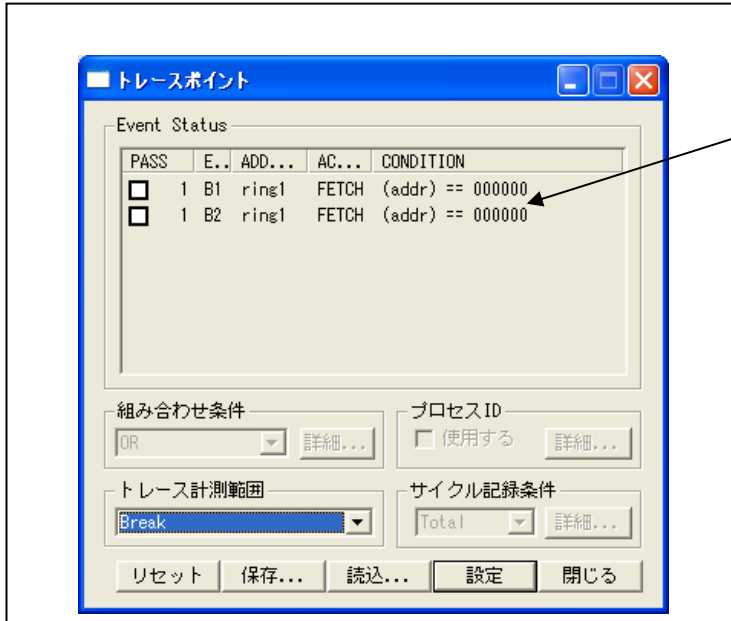 トレースポイント
Event Status
PASS E.. ADD... AC... CONDITION
1 B1 ring1 FETCH (addr) == 000000
1 B2 ring1 FETCH (addr) == 000000
組み合わせ条件
OR 詳細...
プロセスID
使用する 詳細...
トレース計測範囲
Break
サイクル記録条件
Total 詳細...
リセット 保存... 読込... 設定 閉じる